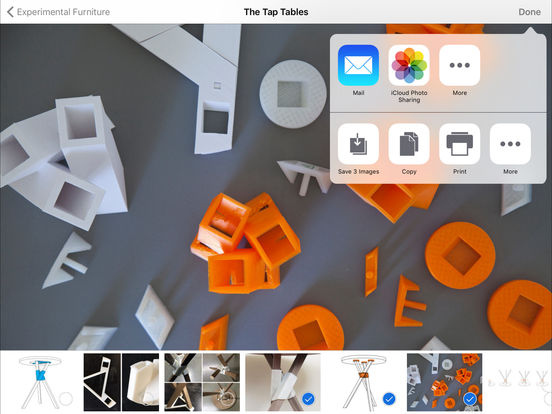 Experimental Furniture
The Tap Tables
Done
Mail
iCloud Photo
Sharing
More
Save 3 Images
Copy
Print
More